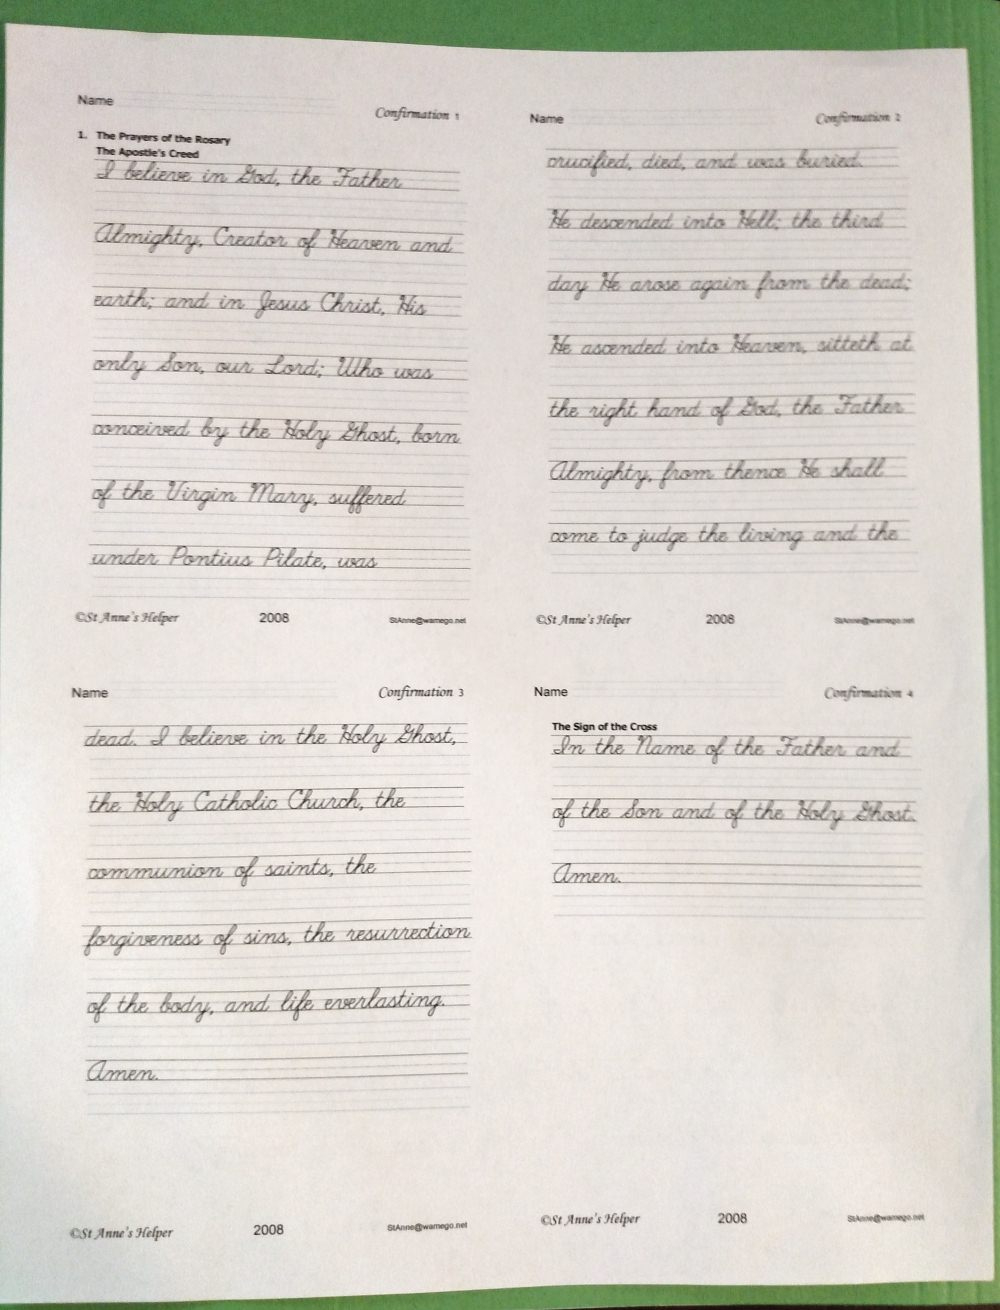 Name
Confirmation 1
1. The Prayers of the Rosary
The Apostle's Creed
I believe in God, the Father
Almighty, Creator of Heaven and
earth; and in Jesus Christ, His
only Son, our Lord; Who was
conceived by the Holy Ghost, born
of the Virgin Mary, suffered
under Pontius Pilate, was
©St Anne's Helper 2008 StAnne@wamego.net
Name
Confirmation 2
crucified, died, and was buried.
He descended into Hell; the third
day He arose again from the dead;
He ascended into Heaven, sitteth at
the right hand of God, the Father
Almighty, from thence He shall
come to judge the living and the
©St Anne's Helper 2008 StAnne@wamego.net
Name
Confirmation 3
dead. I believe in the Holy Ghost,
the Holy Catholic Church, the
communion of saints, the
forgiveness of sins, the resurrection
of the body, and life everlasting.
Amen.
©St Anne's Helper 2008 StAnne@wamego.net
Name
Confirmation 4
The Sign of the Cross
In the Name of the Father and
of the Son and of the Holy Ghost.
Amen.
©St Anne's Helper 2008 StAnne@wamego.net